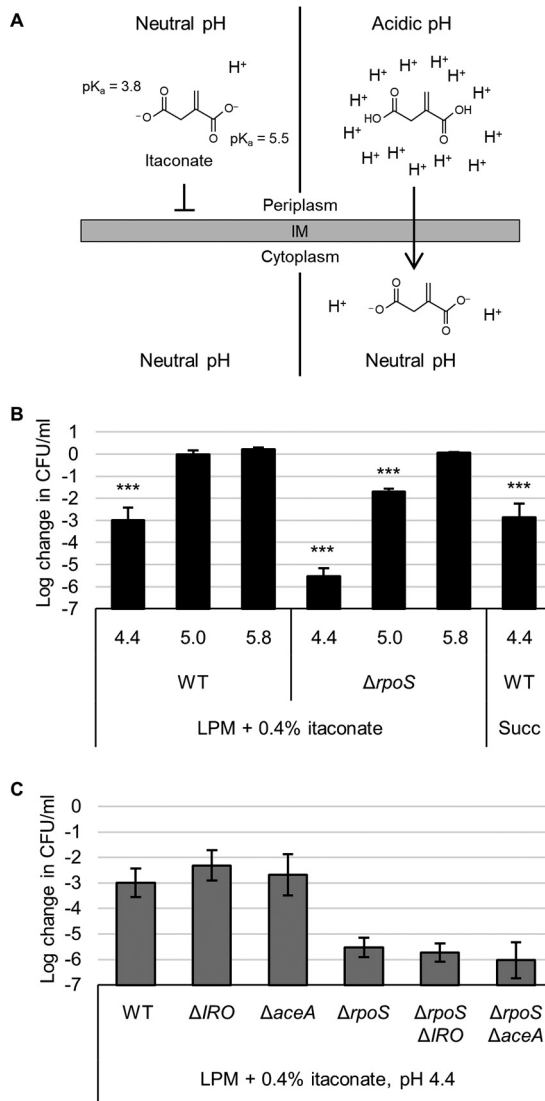 A
Neutral pH Acidic pH
pKa = 3.8
H+
O
⁻O
O⁻
O
pKa = 5.5
Itaconate
H+ H+ H+ H+
H+ H+
O
HO OH
O
H+ H+
H+ H+ H+ H+ H+
Periplasm
IM
Cytoplasm
H+
O
⁻O
O⁻
O
H+
Neutral pH Neutral pH
B
Log change in CFU/ml
1
0
-1
-2
-3
-4
-5
-6
-7
*** *** *** ***
4.4 5.0 5.8 4.4 5.0 5.8 4.4
WT ΔrpoS WT
LPM + 0.4% itaconate Succ
C
Log change in CFU/ml
0
-1
-2
-3
-4
-5
-6
-7
WT ΔIRO ΔaceA ΔrpoS ΔrpoS ΔrpoS
ΔIRO ΔaceA
LPM + 0.4% itaconate, pH 4.4